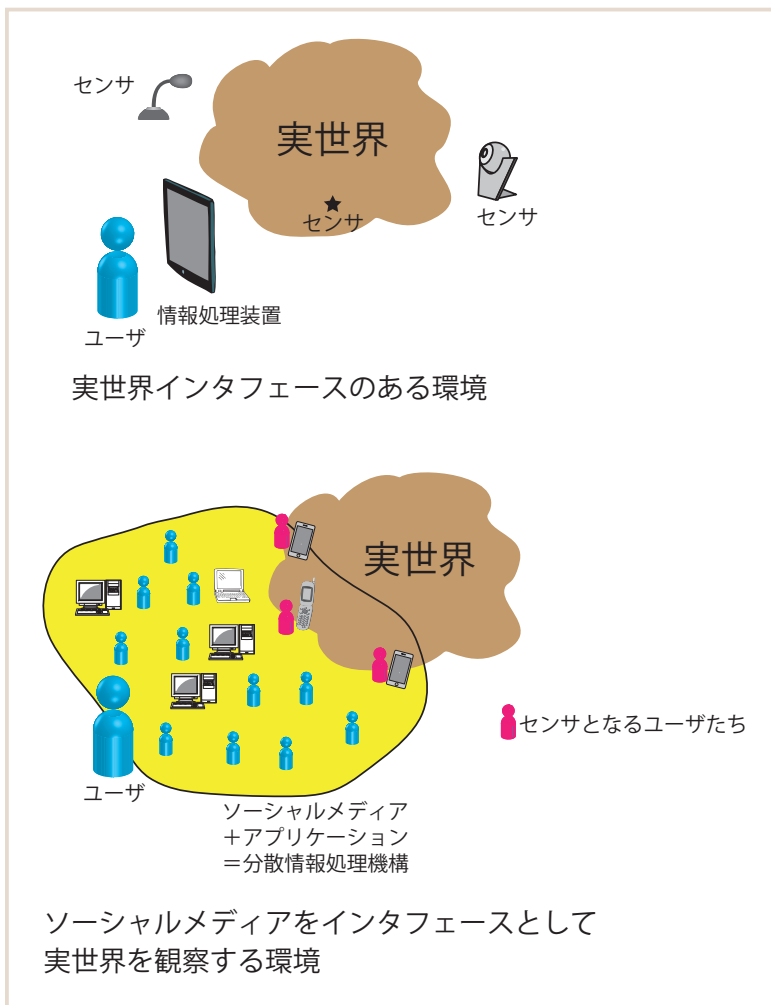 センサ
実世界
センサ
センサ
情報処理装置
ユーザ
実世界インタフェースのある環境
実世界
センサとなるユーザたち
ユーザ
ソーシャルメディア
＋アプリケーション
＝分散情報処理機構
ソーシャルメディアをインタフェースとして
実世界を観察する環境